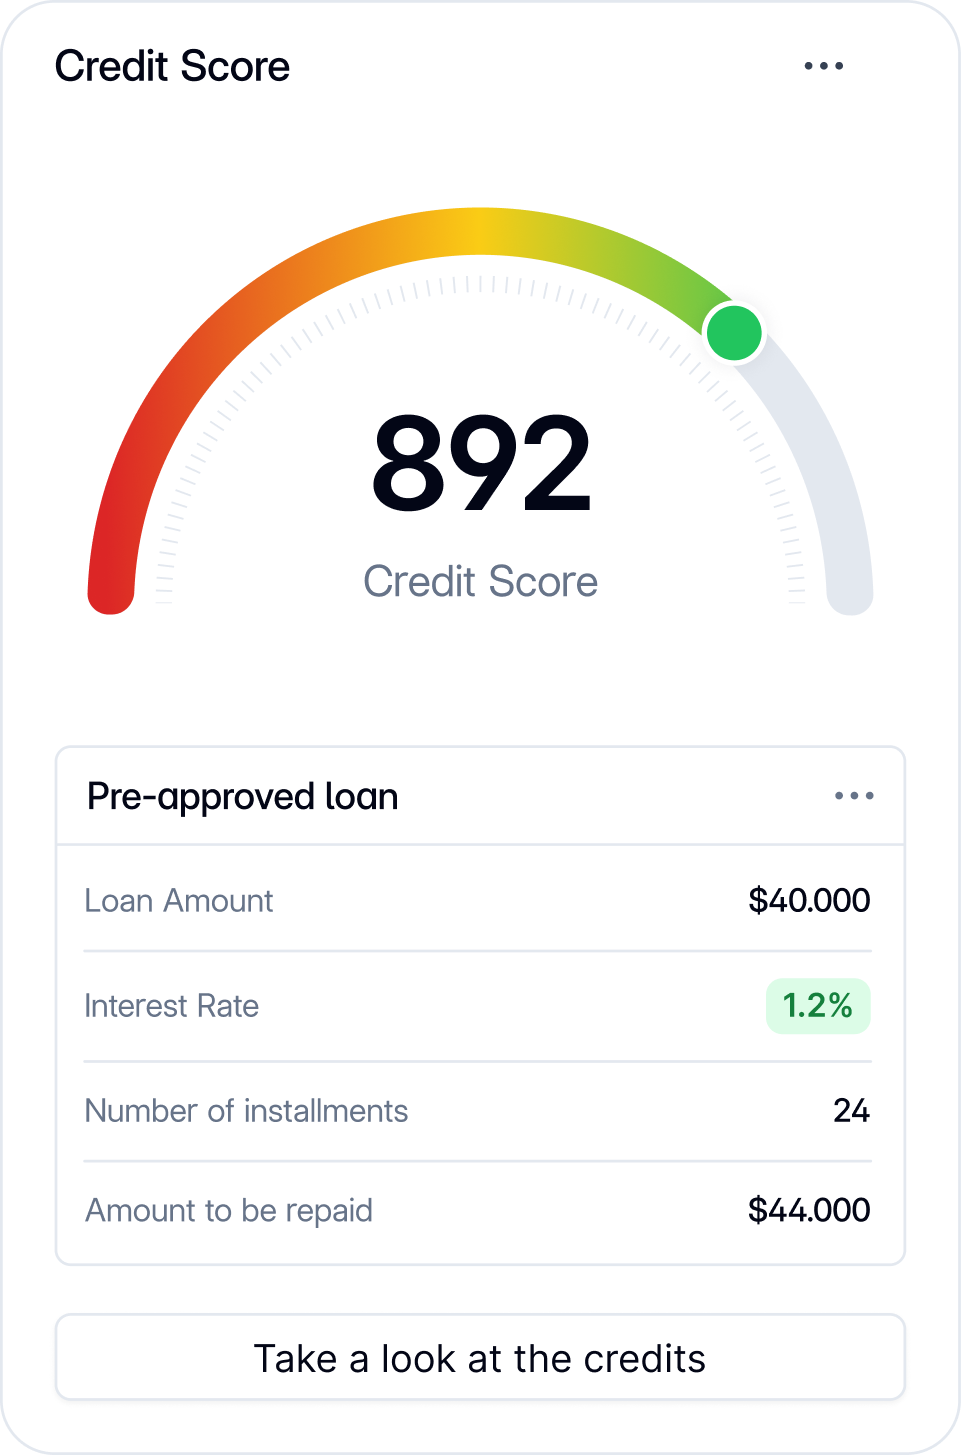 Credit Score
892
Credit Score
Pre-approved loan
Loan Amount $40.000
Interest Rate 1.2%
Number of installments 24
Amount to be repaid $44.000
Take a look at the credits